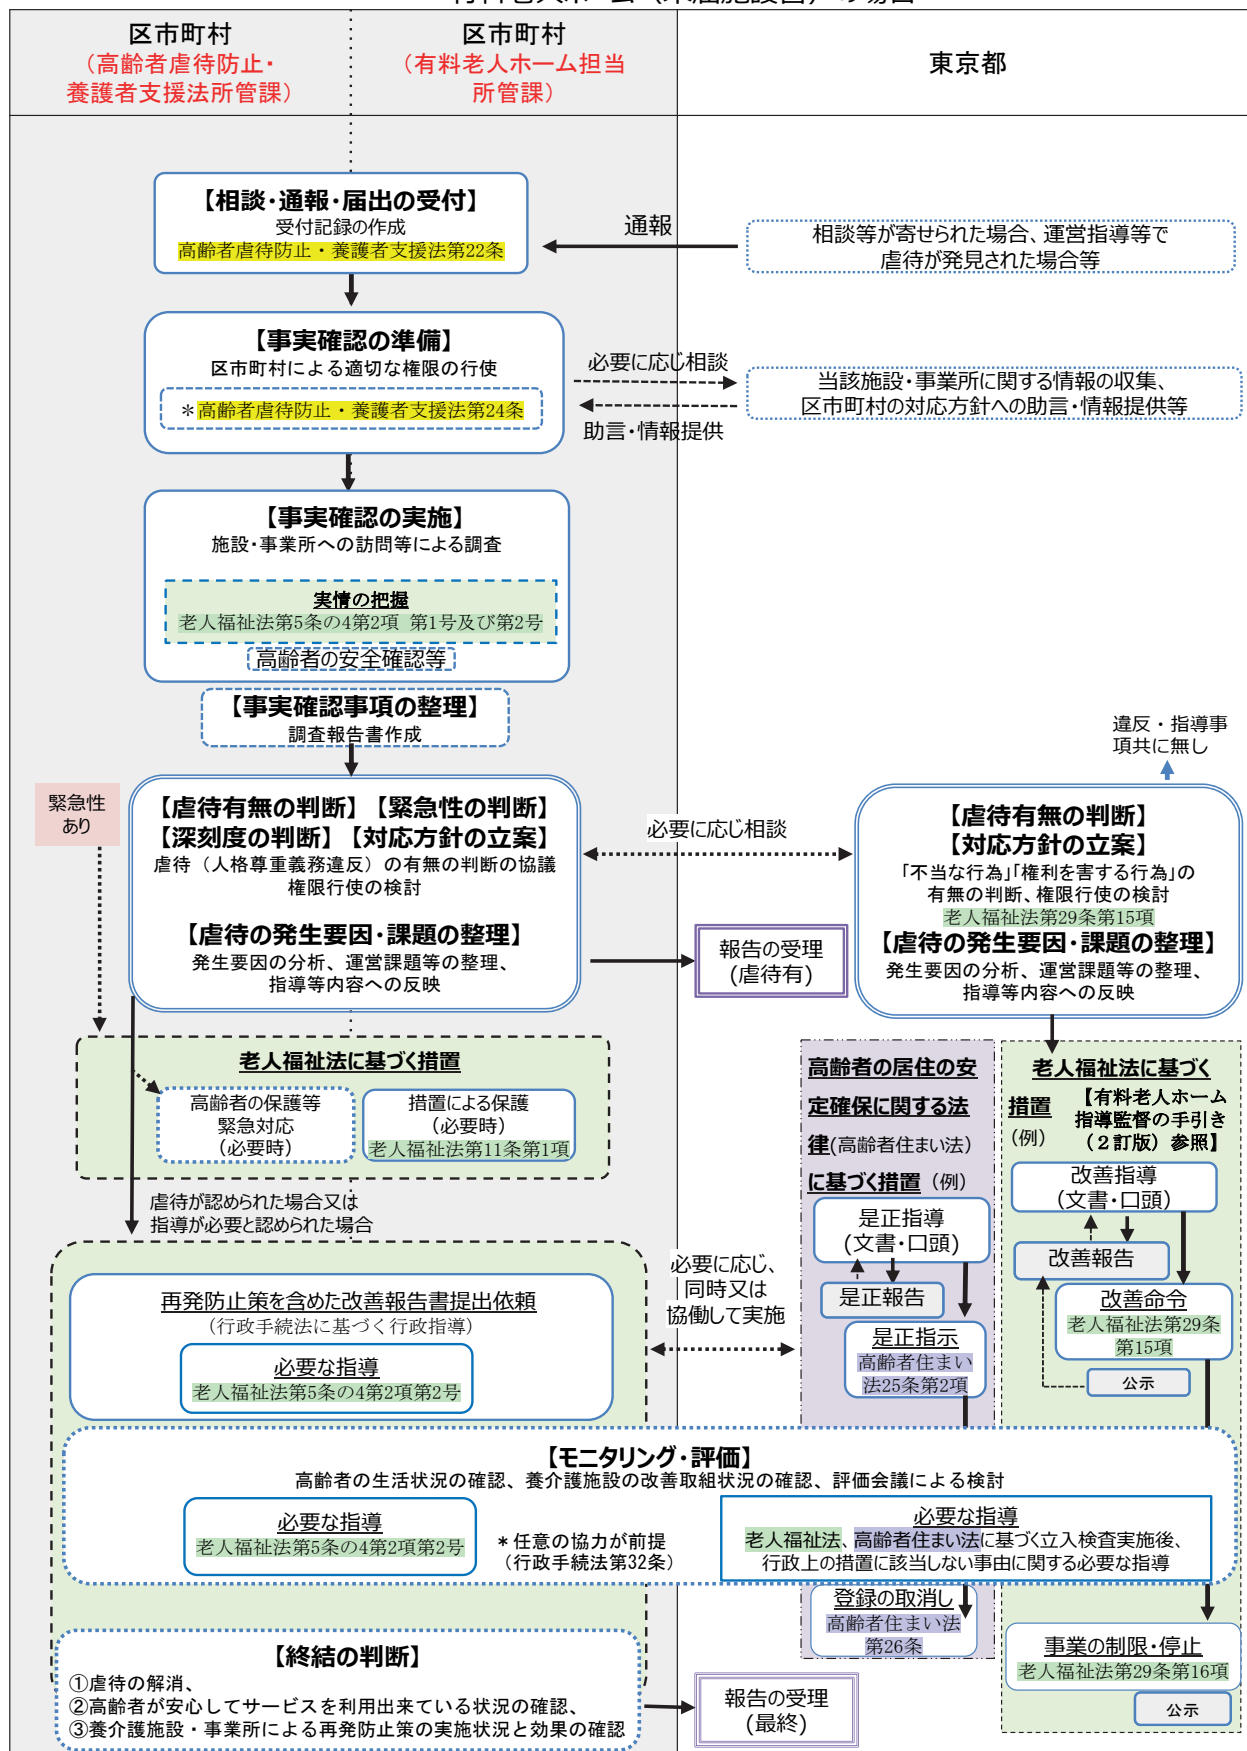 区市町村
（高齢者虐待防止・
養護者支援法所管課）
区市町村
（有料老人ホーム担当
所管課）
東京都
【相談・通報・届出の受付】
受付記録の作成
高齢者虐待防止・養護者支援法第22条
通報
相談等が寄せられた場合、運営指導等で
虐待が発見された場合等
【事実確認の準備】
区市町村による適切な権限の行使
＊高齢者虐待防止・養護者支援法第24条
必要に応じ相談
助言・情報提供
当該施設・事業所に関する情報の収集、
区市町村の対応方針への助言・情報提供等
【事実確認の実施】
施設・事業所への訪問等による調査
実情の把握
老人福祉法第5条の4第2項 第1号及び第2号
高齢者の安全確認等
【事実確認事項の整理】
調査報告書作成
違反・指導事
項共に無し
緊急性
あり
【虐待有無の判断】【緊急性の判断】
【深刻度の判断】【対応方針の立案】
虐待（人格尊重義務違反）の有無の判断の協議
権限行使の検討
【虐待の発生要因・課題の整理】
発生要因の分析、運営課題等の整理、
指導等内容への反映
必要に応じ相談
報告の受理
(虐待有)
【虐待有無の判断】
【対応方針の立案】
「不当な行為」「権利を害する行為」の
有無の判断、権限行使の検討
老人福祉法第29条第15項
【虐待の発生要因・課題の整理】
発生要因の分析、運営課題等の整理、
指導等内容への反映
老人福祉法に基づく措置
高齢者の保護等
緊急対応
(必要時)
措置による保護
(必要時)
老人福祉法第11条第1項
虐待が認められた場合又は
指導が必要と認められた場合
高齢者の居住の安
定確保に関する法
律(高齢者住まい法)
に基づく措置（例）
是正指導
(文書・口頭)
是正報告
是正指示
高齢者住まい
法25条第2項
老人福祉法に基づく
措置
（例）
【有料老人ホーム
指導監督の手引き
（２訂版）参照】
改善指導
(文書・口頭)
改善報告
改善命令
老人福祉法第29条
第15項
公示
再発防止策を含めた改善報告書提出依頼
（行政手続法に基づく行政指導）
必要な指導
老人福祉法第5条の4第2項第2号
必要に応じ、
同時又は
協働して実施
【モニタリング・評価】
高齢者の生活状況の確認、養介護施設の改善取組状況の確認、評価会議による検討
必要な指導
老人福祉法第5条の4第2項第2号
＊任意の協力が前提
（行政手続法第32条）
必要な指導
老人福祉法、高齢者住まい法に基づく立入検査実施後、
行政上の措置に該当しない事由に関する必要な指導
登録の取消し
高齢者住まい法
第26条
事業の制限・停止
老人福祉法第29条第16項
公示
【終結の判断】
①虐待の解消、
②高齢者が安心してサービスを利用出来ている状況の確認、
③養介護施設・事業所による再発防止策の実施状況と効果の確認
報告の受理
(最終)